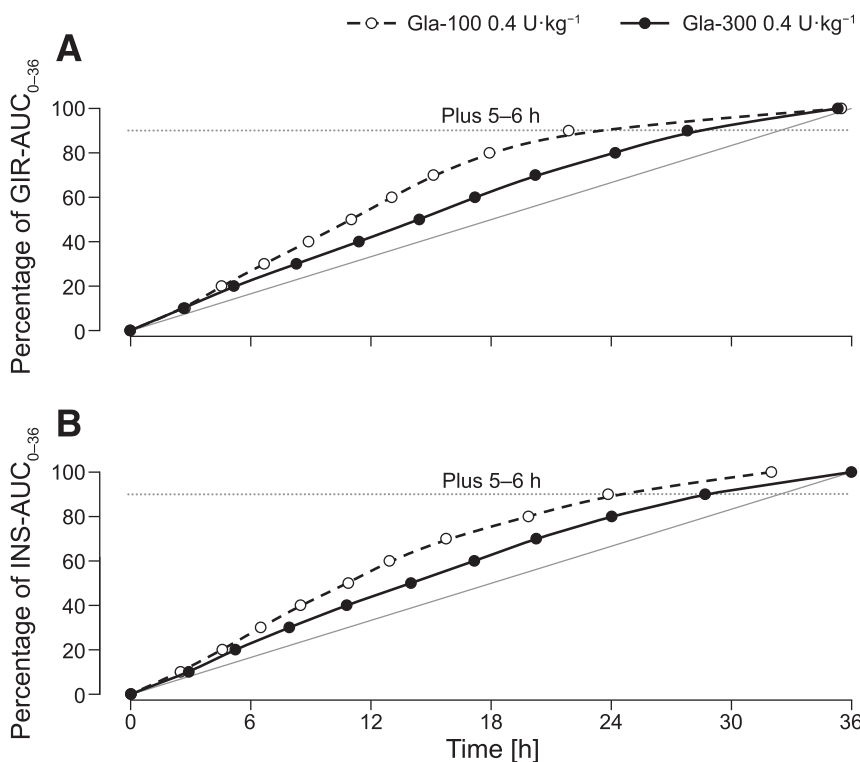 Gla-100 0.4 U·kg⁻¹ Gla-300 0.4 U·kg⁻¹
A
Percentage of GIR-AUC₀₋₃₆
100
80
60
40
20
0
Plus 5–6 h
B
Percentage of INS-AUC₀₋₃₆
100
80
60
40
20
0
Plus 5–6 h
0 6 12 18 24 30 36
Time [h]